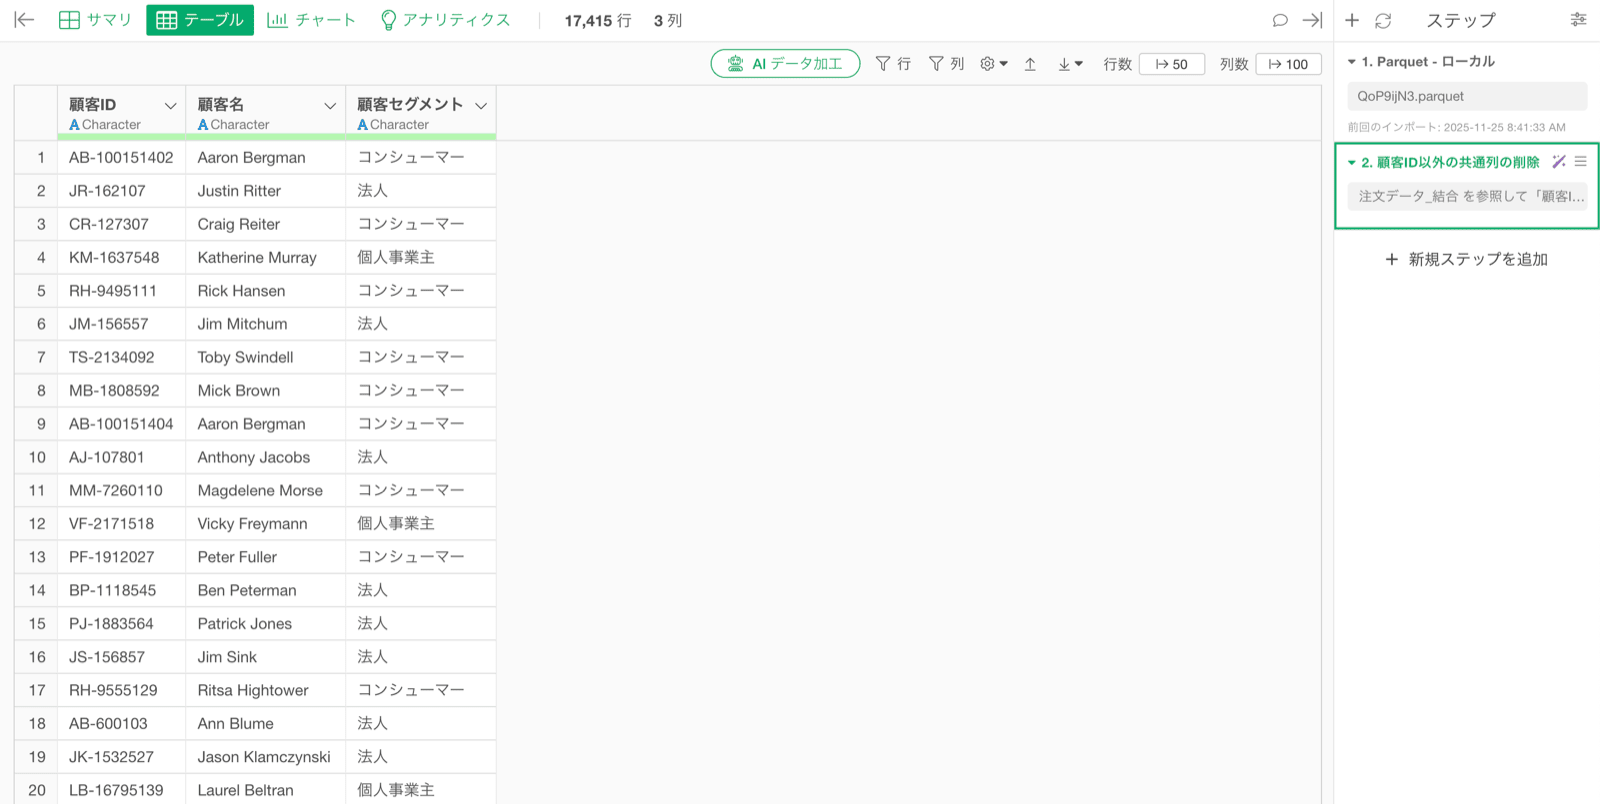 サマリ テーブル チャート アナリティクス 17,415 行 3 列
ステップ
AI データ加工 行 列 行数 50 列数 100
顧客ID 顧客名 顧客セグメント
A Character A Character A Character
1 AB-100151402 Aaron Bergman コンシューマー
2 JR-162107 Justin Ritter 法人
3 CR-127307 Craig Reiter コンシューマー
4 KM-1637548 Katherine Murray 個人事業主
5 RH-9495111 Rick Hansen コンシューマー
6 JM-156557 Jim Mitchum 法人
7 TS-2134092 Toby Swindell コンシューマー
8 MB-1808592 Mick Brown コンシューマー
9 AB-100151404 Aaron Bergman コンシューマー
10 AJ-107801 Anthony Jacobs 法人
11 MM-7260110 Magdelene Morse コンシューマー
12 VF-2171518 Vicky Freymann 個人事業主
13 PF-1912027 Peter Fuller コンシューマー
14 BP-1118545 Ben Peterman 法人
15 PJ-1883564 Patrick Jones 法人
16 JS-156857 Jim Sink 法人
17 RH-9555129 Ritsa Hightower コンシューマー
18 AB-600103 Ann Blume 法人
19 JK-1532527 Jason Klamczynski 法人
20 LB-16795139 Laurel Beltran 個人事業主
1. Parquet - ローカル
QoP9ijN3.parquet
前回のインポート: 2025-11-25 8:41:33 AM
2. 顧客ID以外の共通列の削除
注文データ_結合 を参照して「顧客I...
+ 新規ステップを追加